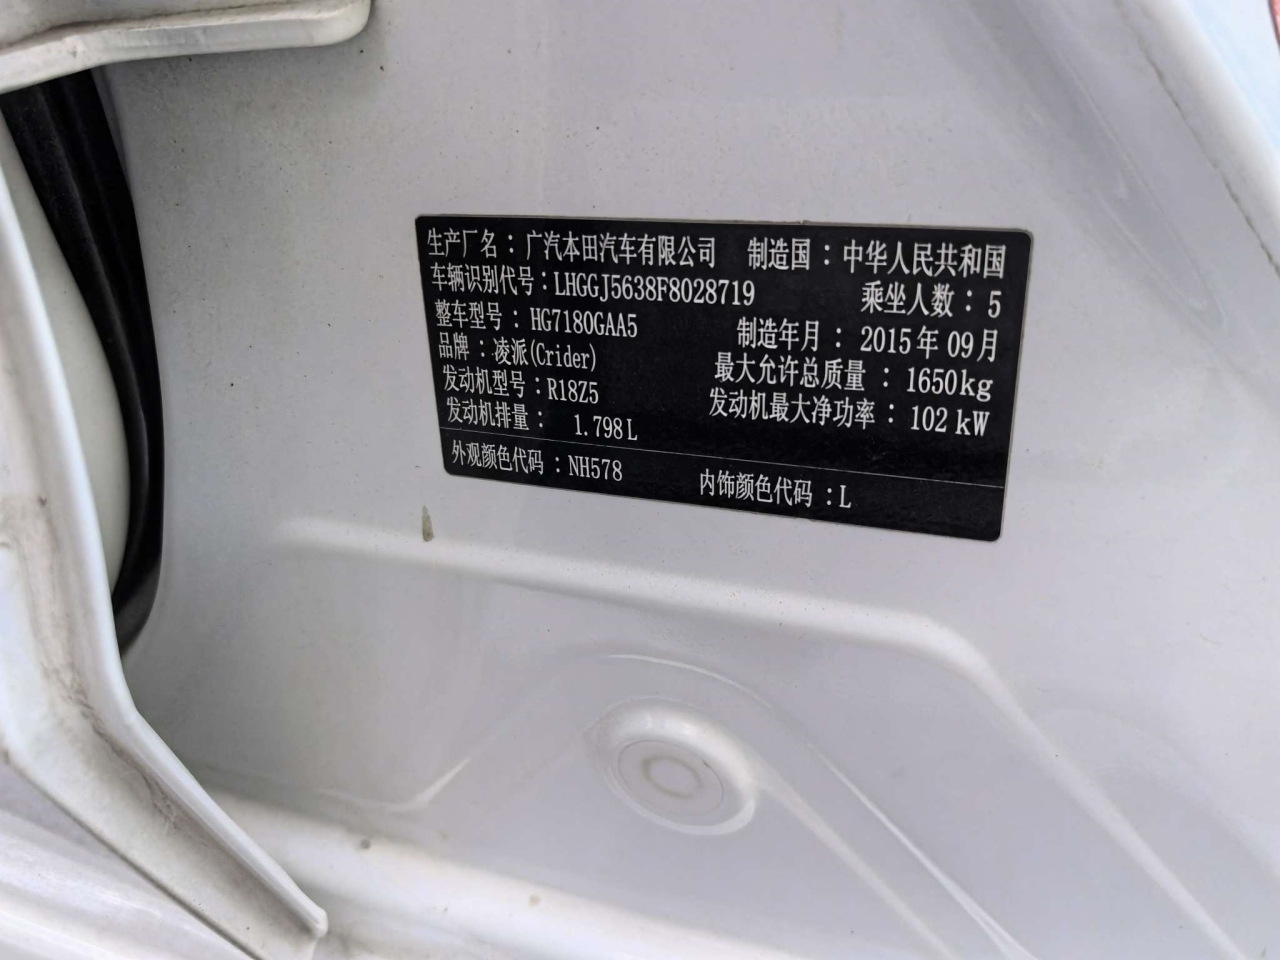 生产厂名：广汽本田汽车有限公司 制造国：中华人民共和国
车辆识别代号：LHGGJ5638F8028719 乘坐人数：5
整车型号：HG7180GAA5 制造年月：2015年09月
品牌：凌派(Crider) 最大允许总质量：1650kg
发动机型号：R18Z5 发动机最大净功率：102kW
发动机排量：1.798L
外观颜色代码：NH578 内饰颜色代码：L